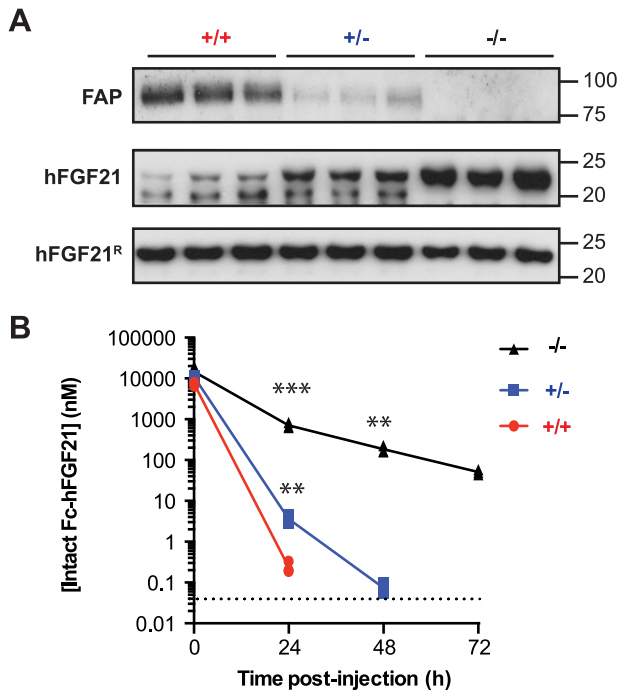 A
+/+ +/- -/-
FAP
100
75
hFGF21
25
20
hFGF21ᴿ
25
20
B
[Intact Fc-hFGF21] (nM)
100000
10000
1000
100
10
1
0.1
0.01
***
**
**
-/-
+/-
+/+
0 24 48 72
Time post-injection (h)